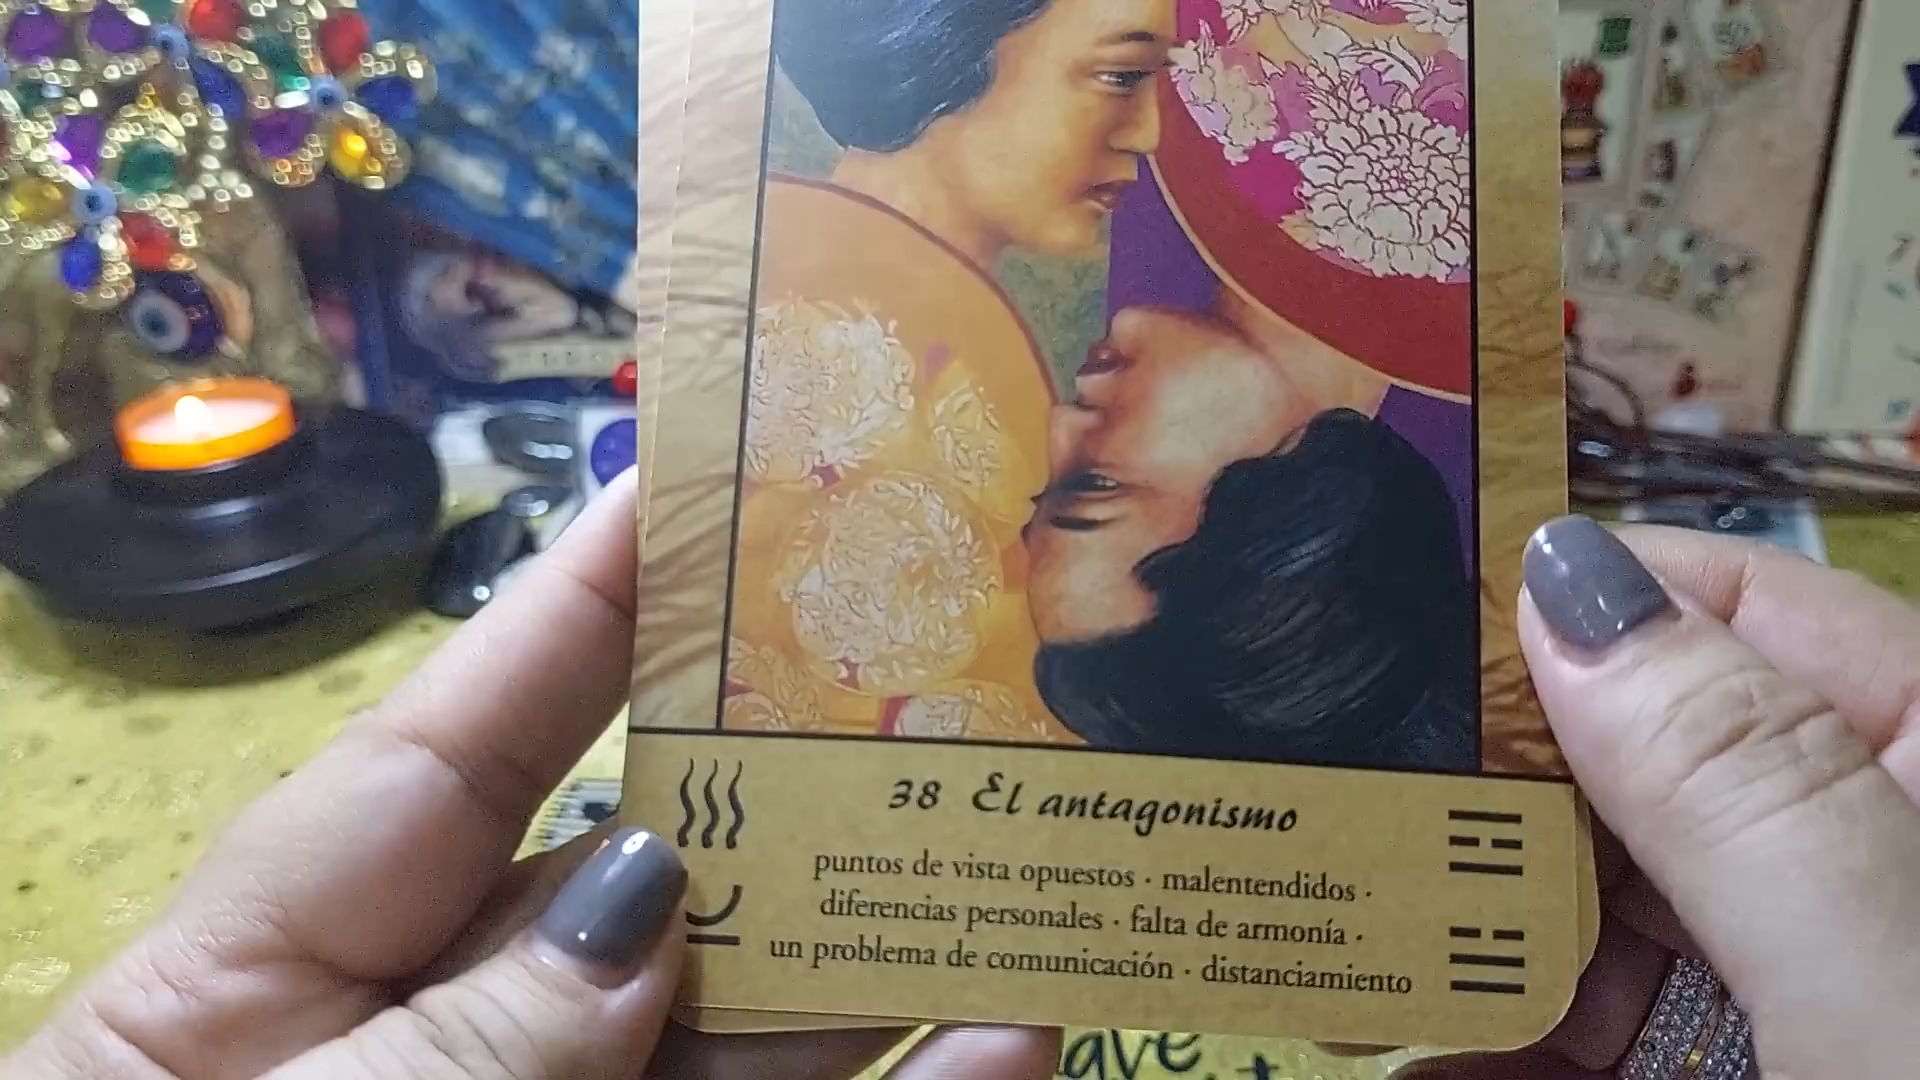 38 El antagonismo
puntos de vista opuestos · malentendidos ·
diferencias personales · falta de armonía ·
un problema de comunicación · distanciamiento